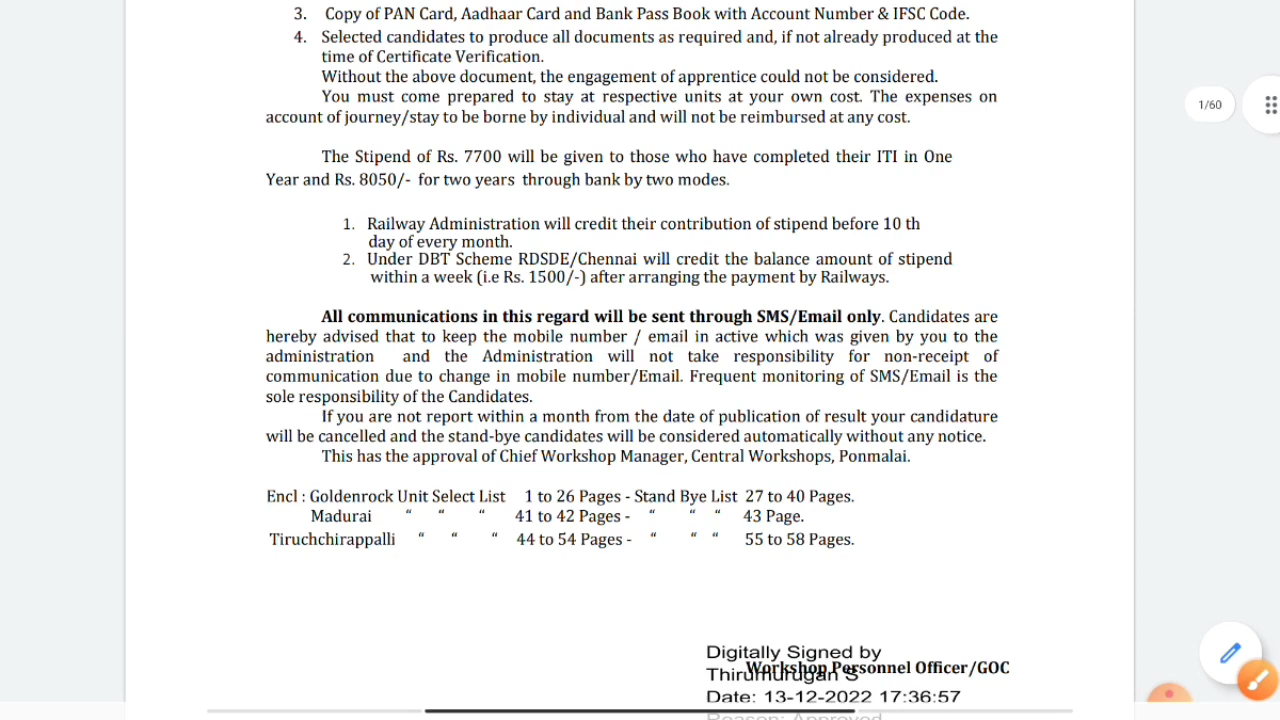 3. Copy of PAN Card, Aadhaar Card and Bank Pass Book with Account Number & IFSC Code.
4. Selected candidates to produce all documents as required and, if not already produced at the
time of Certificate Verification.
Without the above document, the engagement of apprentice could not be considered.
You must come prepared to stay at respective units at your own cost. The expenses on
account of journey/stay to be borne by individual and will not be reimbursed at any cost.
1/60
The Stipend of Rs. 7700 will be given to those who have completed their ITI in One
Year and Rs. 8050/- for two years through bank by two modes.
1. Railway Administration will credit their contribution of stipend before 10 th
day of every month.
2. Under DBT Scheme RDSDE/Chennai will credit the balance amount of stipend
within a week (i.e Rs. 1500/-) after arranging the payment by Railways.
All communications in this regard will be sent through SMS/Email only. Candidates are
hereby advised that to keep the mobile number / email in active which was given by you to the
administration and the Administration will not take responsibility for non-receipt of
communication due to change in mobile number/Email. Frequent monitoring of SMS/Email is the
sole responsibility of the Candidates.
If you are not report within a month from the date of publication of result your candidature
will be cancelled and the stand-bye candidates will be considered automatically without any notice.
This has the approval of Chief Workshop Manager, Central Workshops, Ponmalai.
Encl : Goldenrock Unit Select List 1 to 26 Pages - Stand Bye List 27 to 40 Pages.
Madurai “ “ “ 41 to 42 Pages - “ “ “ 43 Page.
Tiruchchirappalli “ “ “ 44 to 54 Pages - “ “ “ 55 to 58 Pages.
Digitally Signed by
Thirumurugan S
Workshop Personnel Officer/GOC
Date: 13-12-2022 17:36:57
Reason: Approved